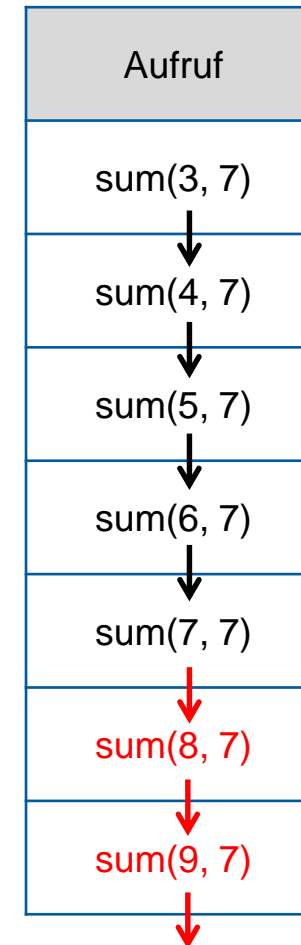 Aufruf
sum(3, 7)
sum(4, 7)
sum(5, 7)
sum(6, 7)
sum(7, 7)
sum(8, 7)
sum(9, 7)